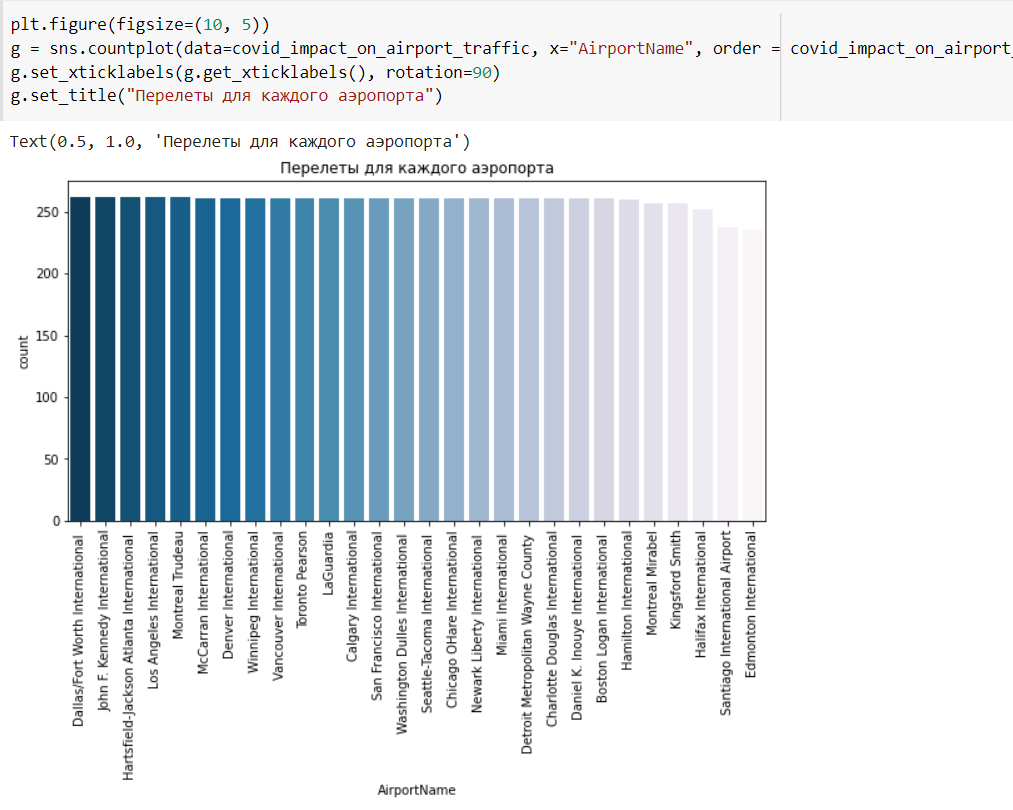 plt.figure(figsize=(10, 5))
g = sns.countplot(data=covid_impact_on_airport_traffic, x="AirportName", order = covid_impact_on_airport_
g.set_xticklabels(g.get_xticklabels(), rotation=90)
g.set_title("Перелеты для каждого аэропорта")
Text(0.5, 1.0, 'Перелеты для каждого аэропорта')
Перелеты для каждого аэропорта
250
200
150
100
50
0
count
Dallas/Fort Worth International
John F. Kennedy International
Hartsfield-Jackson Atlanta International
Los Angeles International
Montreal Trudeau
McCarran International
Denver International
Winnipeg International
Vancouver International
Toronto Pearson
LaGuardia
Calgary International
San Francisco International
Washington Dulles International
Seattle-Tacoma International
Chicago OHare International
Newark Liberty International
Miami International
Detroit Metropolitan Wayne County
Charlotte Douglas International
Daniel K. Inouye International
Boston Logan International
Hamilton International
Montreal Mirabel
Kingsford Smith
Halifax International
Santiago International Airport
Edmonton International
AirportName